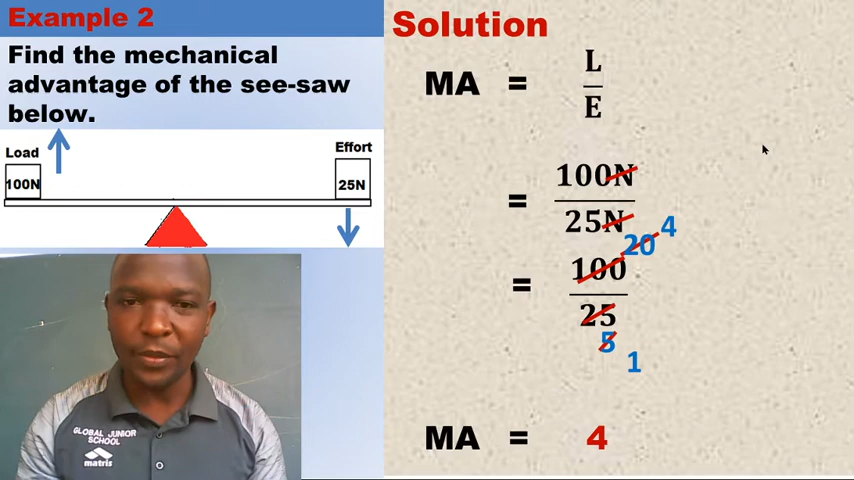 Example 2
Find the mechanical
advantage of the see-saw
below.
Load
Effort
100N
25N
GLOBAL JUNIOR
SCHOOL
matris
Solution
MA = L
E
= 100N
25N
20 4
= 100
25
5
1
MA = 4